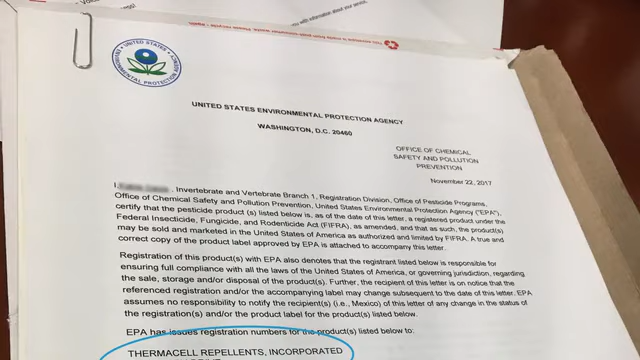 with information about your service.
UNITED STATES
ENVIRONMENTAL PROTECTION AGENCY
UNITED STATES ENVIRONMENTAL PROTECTION AGENCY
WASHINGTON, D.C. 20460
OFFICE OF CHEMICAL
SAFETY AND POLLUTION
PREVENTION
November 22, 2017
I, , Invertebrate and Vertebrate Branch 1, Registration Division, Office of Pesticide Programs,
Office of Chemical Safety and Pollution Prevention, United States Environmental Protection Agency ("EPA"),
certify that the pesticide product (s) listed below is, as of the date of this letter, a registered product under the
Federal Insecticide, Fungicide, and Rodenticide Act (FIFRA), as amended, and that as such, the product(s)
may be sold and marketed in the United States of America as authorized and limited by FIFRA. A true and
correct copy of the product label approved by EPA is attached to accompany this letter.
Registration of this product(s) with EPA also denotes that the registrant listed below is responsible for
ensuring full compliance with all the laws of the United States of America, or governing jurisdiction, regarding
the sale, storage and/or disposal of the product(s). Further, the recipient of this letter is on notice that the
referenced registration and/or the accompanying label may change subsequent to the date of this letter. EPA
assumes no responsibility to notify the recipient(s) (i.e., Mexico) of this letter of any change in the status of
the registration(s) and/or the product label for the product(s) listed below.
EPA has issues registration numbers for the product(s) listed below to:
THERMACELL REPELLENTS, INCORPORATED